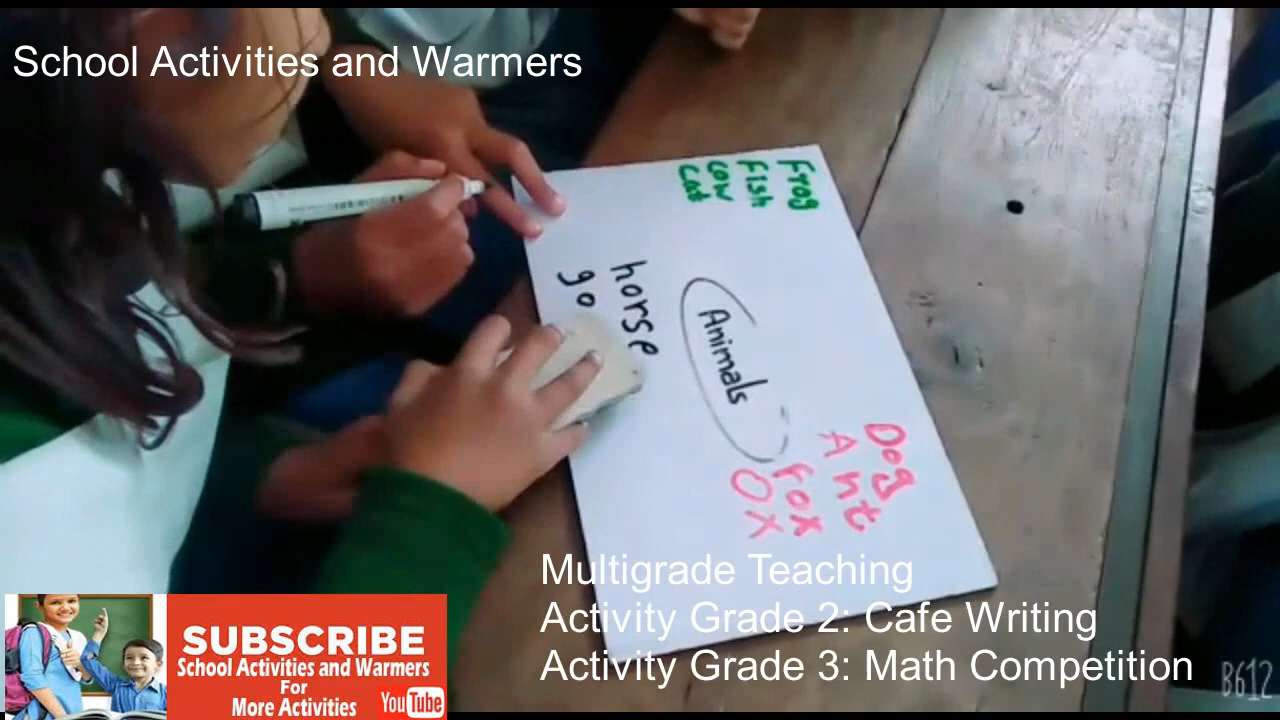 School Activities and Warmers
Frog
Fish
Cow
Cat
Animals
horse
go
Dog
Ant
Fox
OX
Multigrade Teaching
Activity Grade 2: Cafe Writing
Activity Grade 3: Math Competition
SUBSCRIBE
School Activities and Warmers
For
More Activities
YouTube
B612